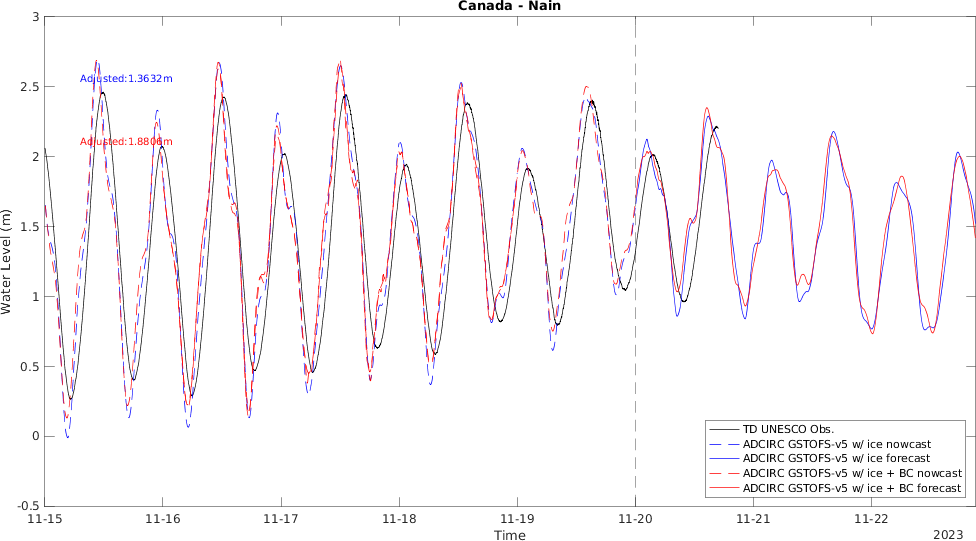 Canada - Nain
3
2.5
2
1.5
1
0.5
0
-0.5
Water Level (m)
Adjusted:1.3632m
Adjusted:1.8806m
TD UNESCO Obs.
ADCIRC GSTOFS-v5 w/ ice nowcast
ADCIRC GSTOFS-v5 w/ ice forecast
ADCIRC GSTOFS-v5 w/ ice + BC nowcast
ADCIRC GSTOFS-v5 w/ ice + BC forecast
11-15 11-16 11-17 11-18 11-19 11-20 11-21 11-22
Time
2023